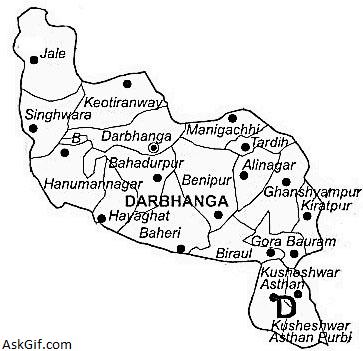 Jale
Keotiranway
Singhwara
B
Darbhanga
Manigachhi
Tardih
Bahadurpur
Alinagar
Hanumannagar
Benipur
Ghanshyampur
Kiratpur
DARBHANGA
Hayaghat
Baheri
Gora Bauram
Biraul
Kusheshwar
Asthan
D
Kusheshwar
Asthan Purbi
AskGif.com